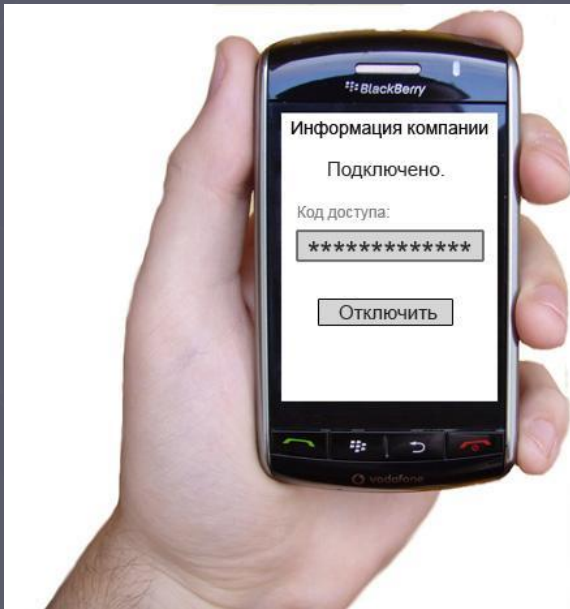 BlackBerry
Информация компании
Подключено.
Код доступа:
*************
Отключить
vodafone